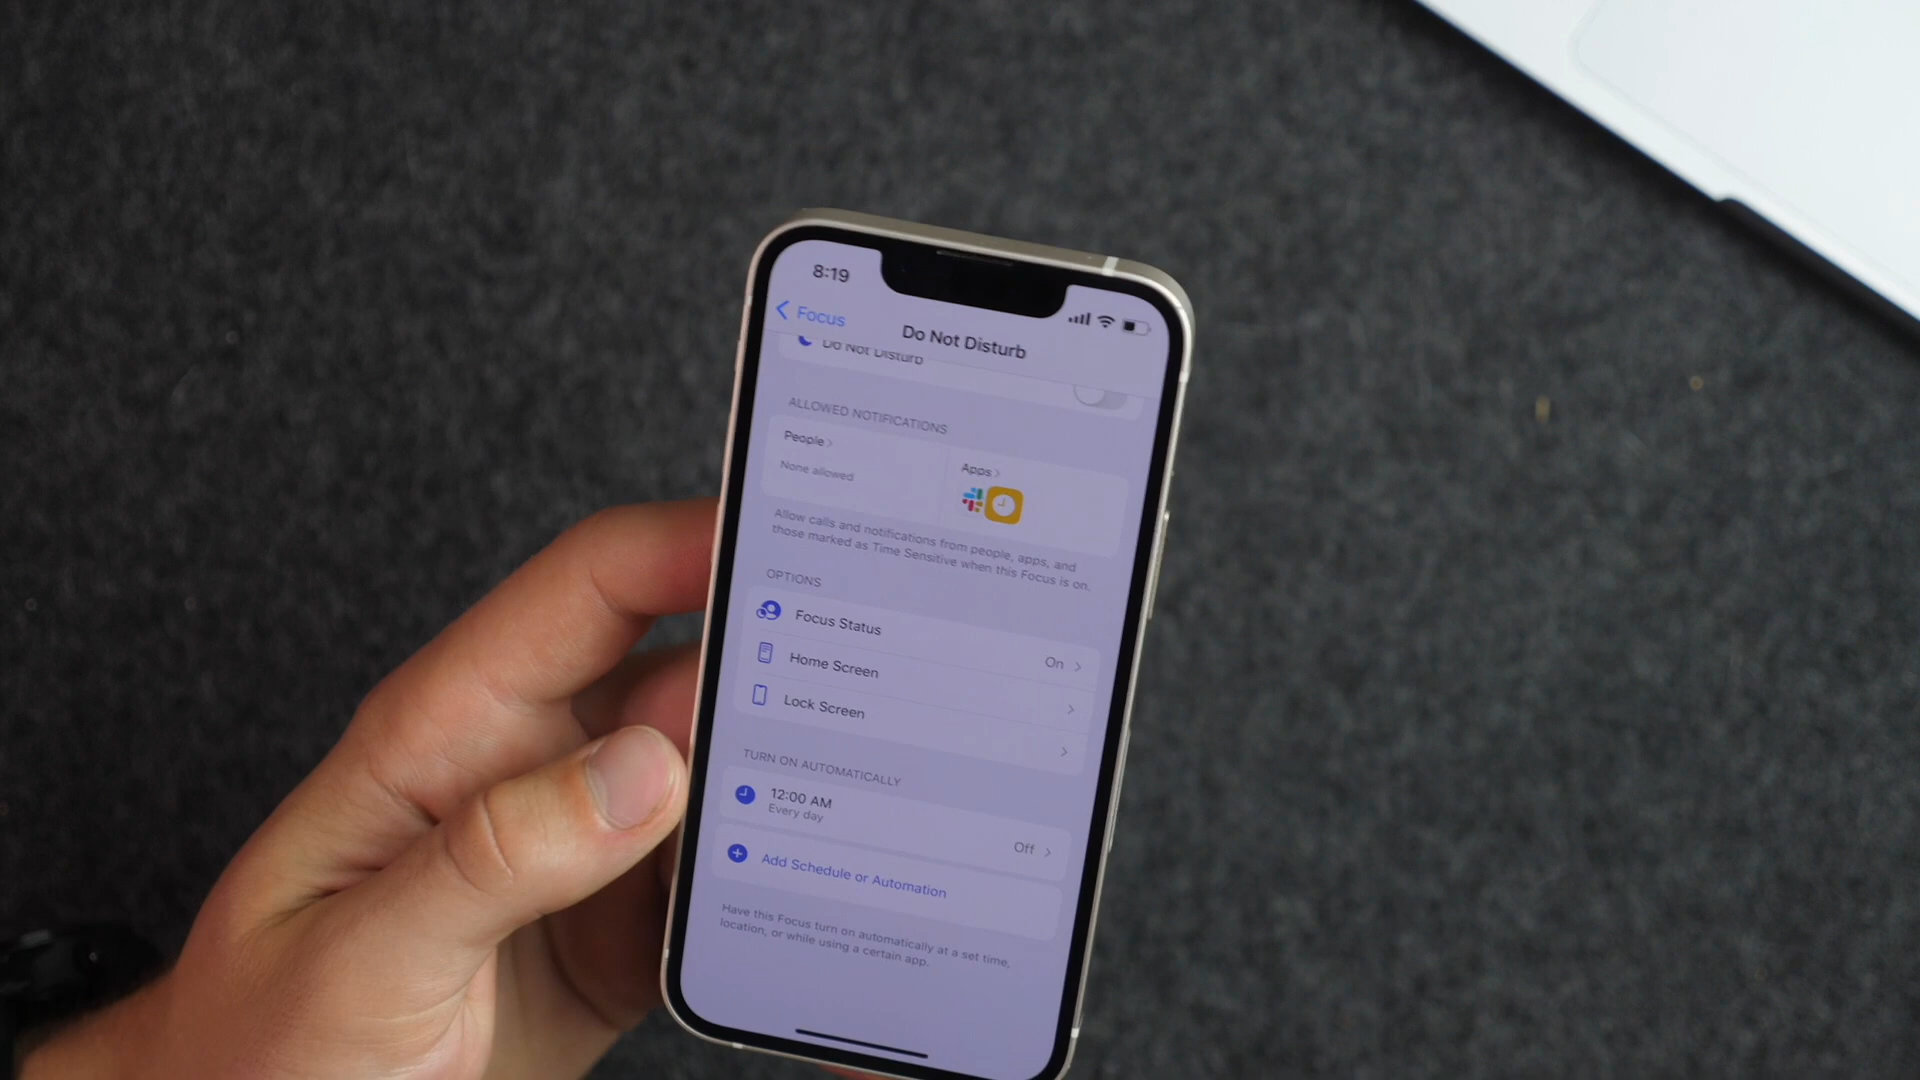 8:19
Focus
Do Not Disturb
Do Not Disturb
ALLOWED NOTIFICATIONS
People
None allowed
Apps
Allow calls and notifications from people, apps, and
those marked as Time Sensitive when this Focus is on.
OPTIONS
Focus Status
On
Home Screen
Lock Screen
TURN ON AUTOMATICALLY
12:00 AM
Every day
Off
Add Schedule or Automation
Have this Focus turn on automatically at a set time,
location, or while using a certain app.